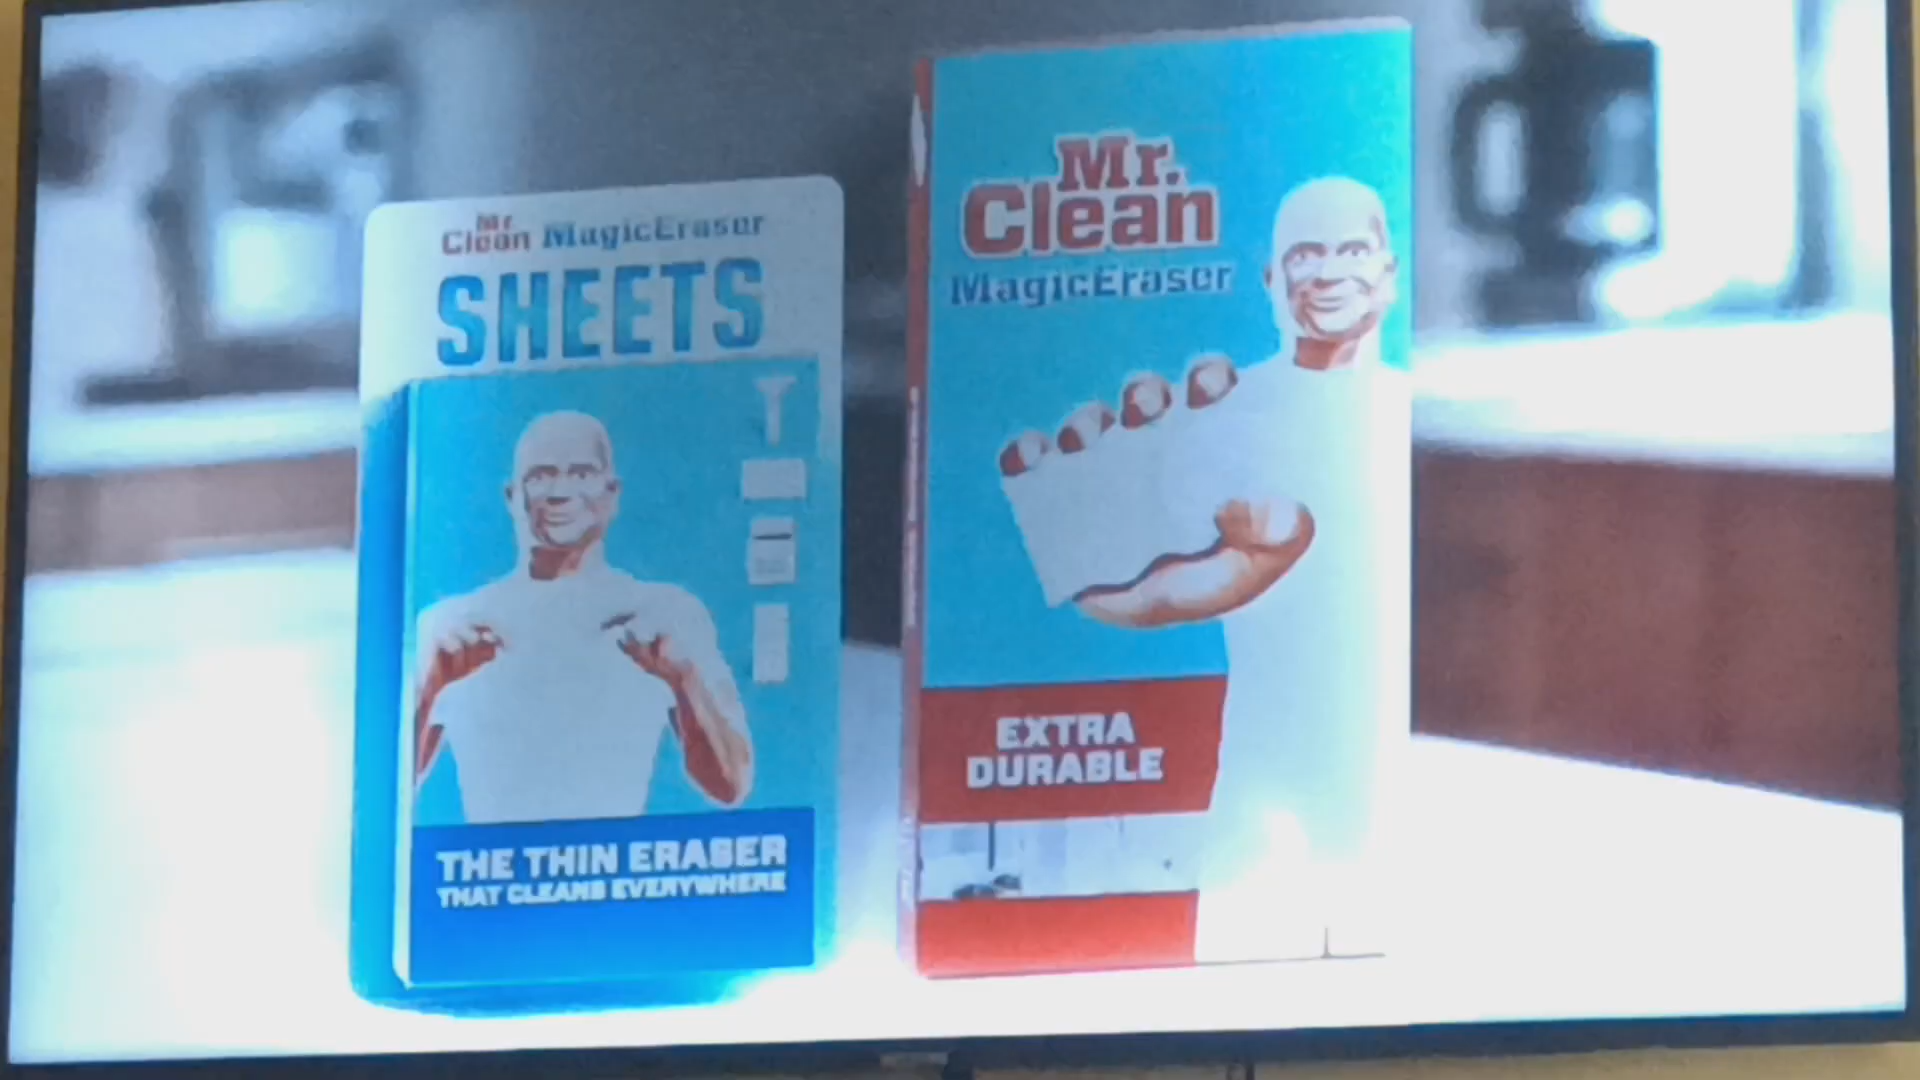 Mr.
Clean MagicEraser
SHEETS
THE THIN ERASER
THAT CLEANS EVERYWHERE
Mr.
Clean
MagicEraser
EXTRA
DURABLE